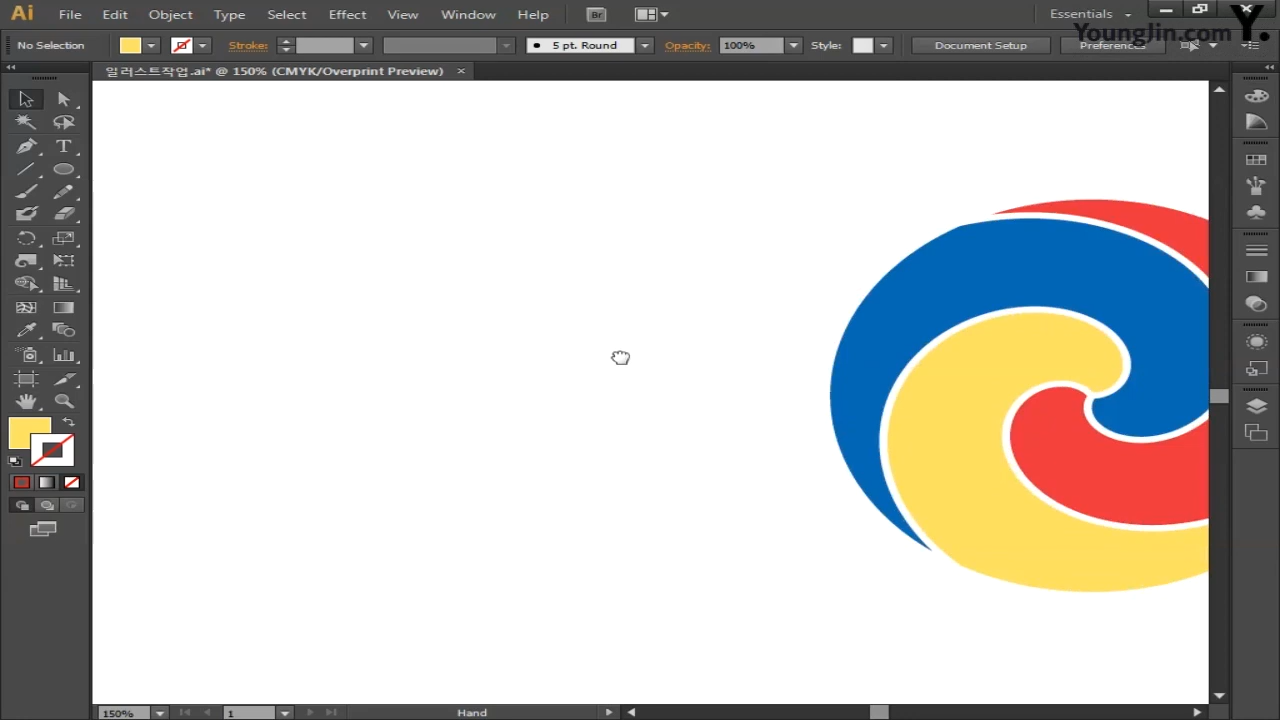 Ai File Edit Object Type Select Effect View Window Help Br Essentials
YoungJin.com Y.
No Selection Stroke: 5 pt. Round Opacity: 100% Style: Document Setup Preferences
일러스트작업.ai* @ 150% (CMYK/Overprint Preview) ×
T
150% 1 Hand